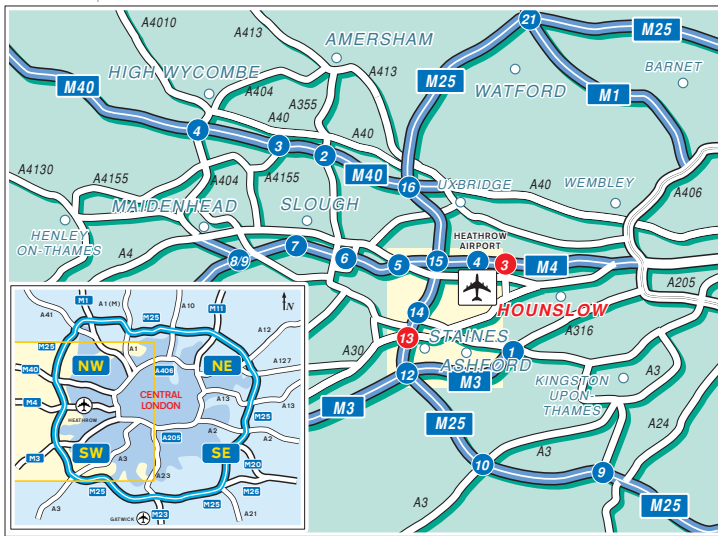 A4010
A413
AMERSHAM
21
M25
HIGH WYCOMBE
A413
M25
WATFORD
BARNET
M40
A404
A355
M1
A40
4
3
A40
2
A4130
A4155
A404
A4155
M40
16
UXBRIDGE
A40
WEMBLEY
A406
MAIDENHEAD
SLOUGH
HENLEY
ON-THAMES
A4
HEATHROW
AIRPORT
8/9
7
6
5
15
4
3
M4
A205
HOUNSLOW
14
A316
13
STAINES
A30
ASHFORD
1
12
M3
KINGSTON
UPON-
THAMES
A3
M3
M25
A24
10
A3
9
A3
M25
M1
A1(M)
A10
M11
N
A41
M25
A12
M25
A1
NW
NE
A127
M40
A406
CENTRAL
LONDON
M4
A13
A13
HEATHROW
M25
A205
A2
A2
M3
SW
SE
A3
M20
A23
M25
M26
A3
M25
GATWICK
M23
A21